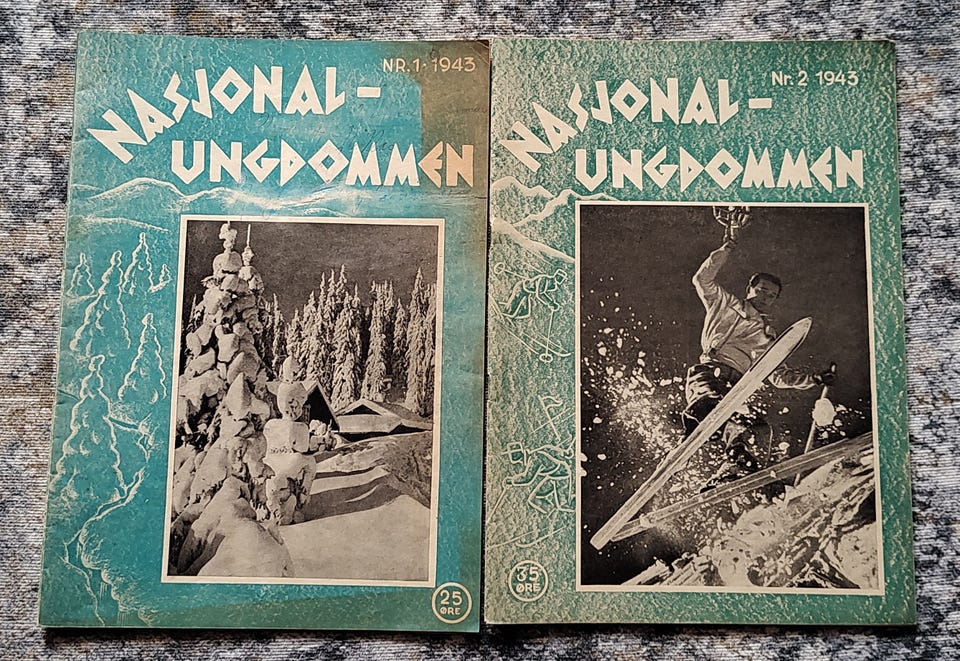 NR. 1 - 1943
NASJONAL-
UNGDOMMEN
25
ØRE
Nr 2 1943
NASJONAL-
UNGDOMMEN
35
ØRE